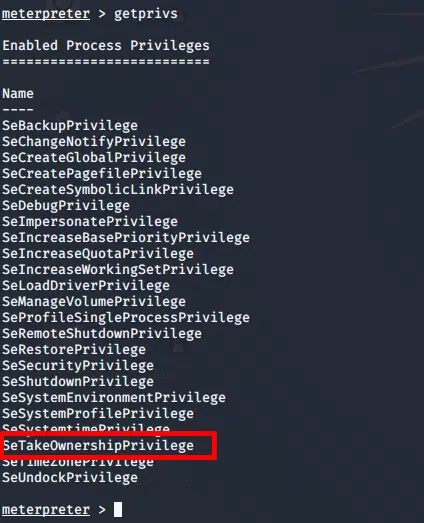 meterpreter > getprivs
Enabled Process Privileges
==========================
Name
----
SeBackupPrivilege
SeChangeNotifyPrivilege
SeCreateGlobalPrivilege
SeCreatePagefilePrivilege
SeCreateSymbolicLinkPrivilege
SeDebugPrivilege
SeImpersonatePrivilege
SeIncreaseBasePriorityPrivilege
SeIncreaseQuotaPrivilege
SeIncreaseWorkingSetPrivilege
SeLoadDriverPrivilege
SeManageVolumePrivilege
SeProfileSingleProcessPrivilege
SeRemoteShutdownPrivilege
SeRestorePrivilege
SeSecurityPrivilege
SeShutdownPrivilege
SeSystemEnvironmentPrivilege
SeSystemProfilePrivilege
SeSystemtimePrivilege
SeTakeOwnershipPrivilege
SeTimeZonePrivilege
SeUndockPrivilege
meterpreter >